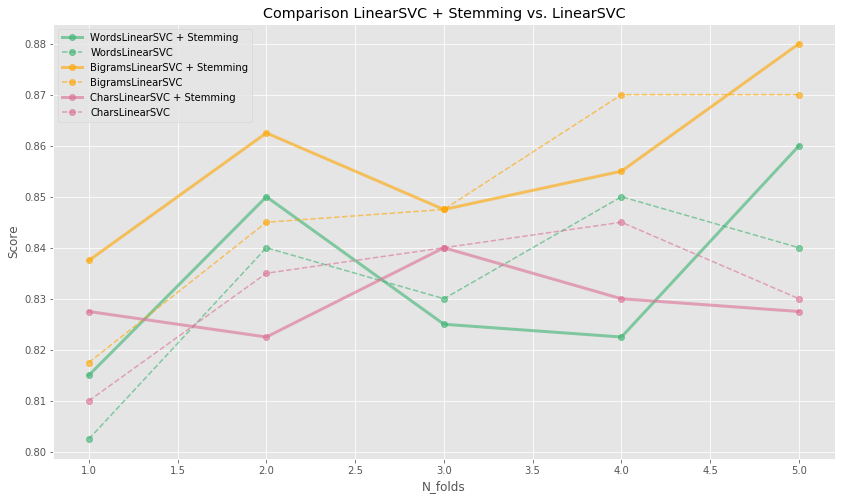 Comparison LinearSVC + Stemming vs. LinearSVC
WordsLinearSVC + Stemming
WordsLinearSVC
BigramsLinearSVC + Stemming
BigramsLinearSVC
CharsLinearSVC + Stemming
CharsLinearSVC
Score
0.88
0.87
0.86
0.85
0.84
0.83
0.82
0.81
0.80
1.0 1.5 2.0 2.5 3.0 3.5 4.0 4.5 5.0
N_folds